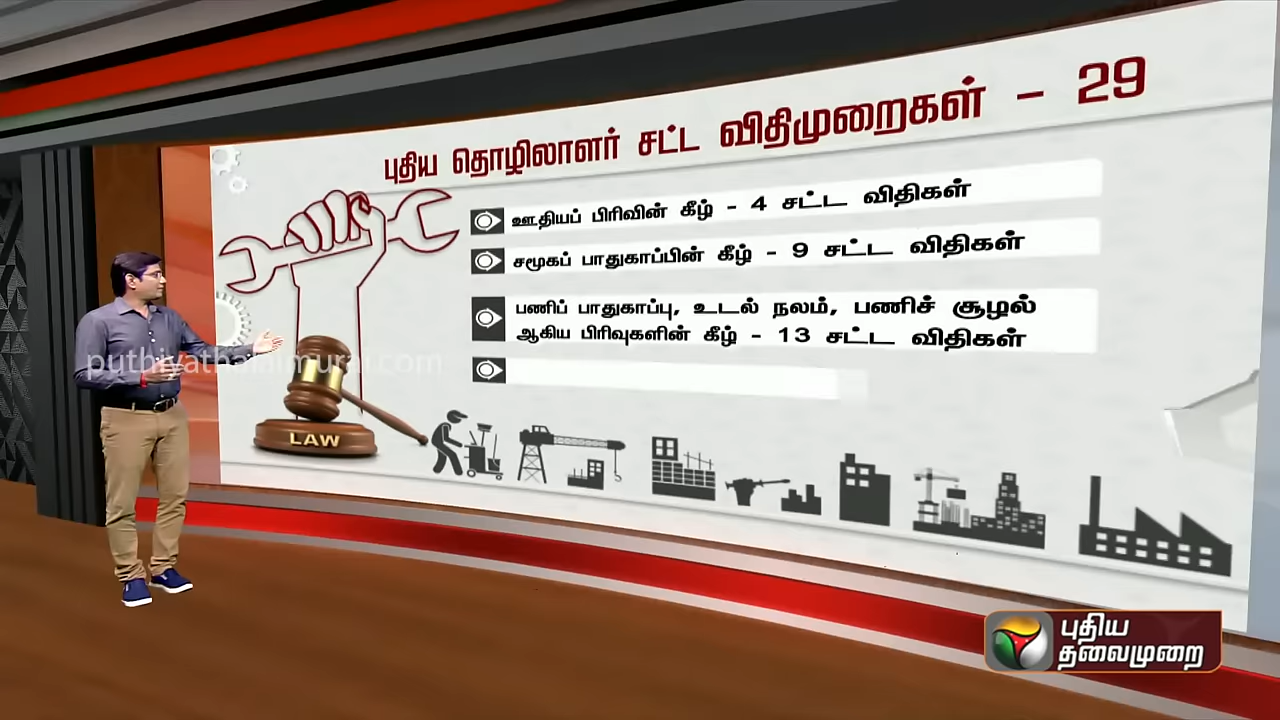 புதிய தொழிலாளர் சட்ட விதிமுறைகள் - 29
ஊதியப் பிரிவின் கீழ் - 4 சட்ட விதிகள்
சமூகப் பாதுகாப்பின் கீழ் - 9 சட்ட விதிகள்
பணிப் பாதுகாப்பு, உடல் நலம், பணிச் சூழல்
ஆகிய பிரிவுகளின் கீழ் - 13 சட்ட விதிகள்
puthiyathalaimurai.com
LAW
புதிய
தலைமுறை